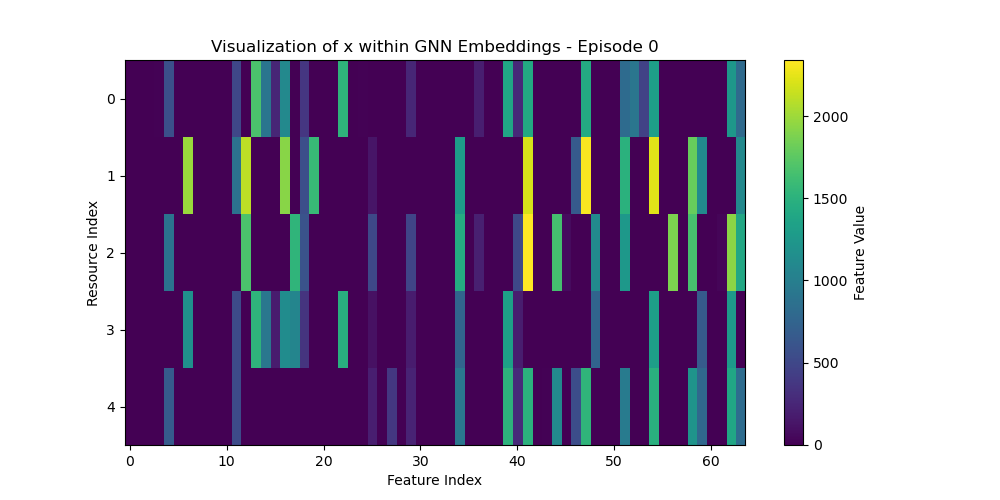 Visualization of x within GNN Embeddings - Episode 0
Resource Index
0
1
2
3
4
0 10 20 30 40 50 60
Feature Index
2000
1500
1000
500
0
Feature Value